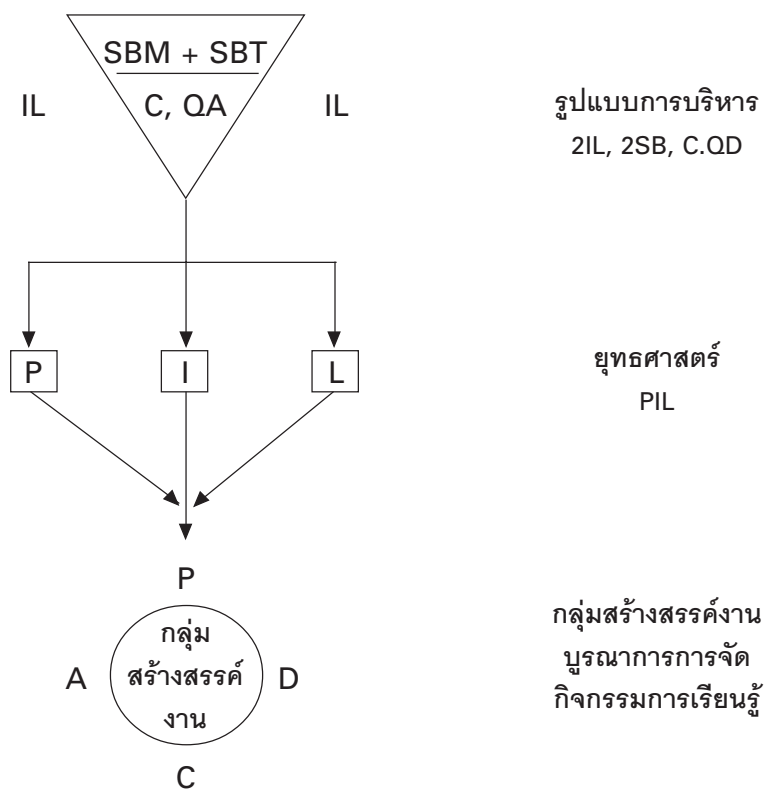 SBM + SBT
IL C, QA IL
รูปแบบการบริหาร
2IL, 2SB, C.QD
P I L
ยุทธศาสตร์
PIL
P
กลุ่ม
สร้างสรรค์
งาน
A D
C
กลุ่มสร้างสรรค์งาน
บูรณาการการจัด
กิจกรรมการเรียนรู้